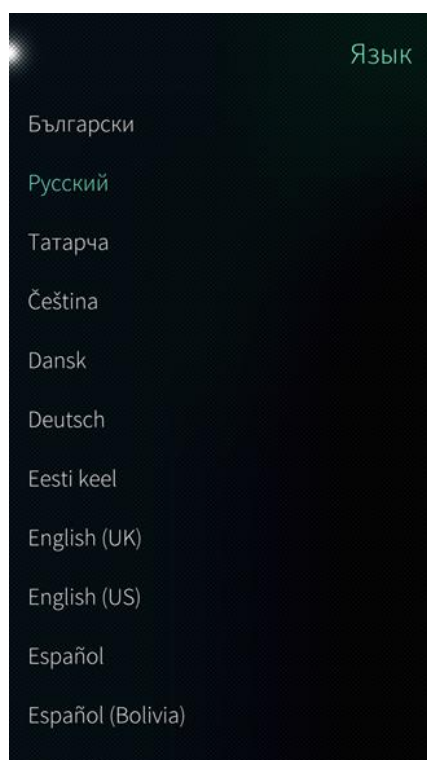 Язык
Български
Русский
Татарча
Čeština
Dansk
Deutsch
Eesti keel
English (UK)
English (US)
Español
Español (Bolivia)